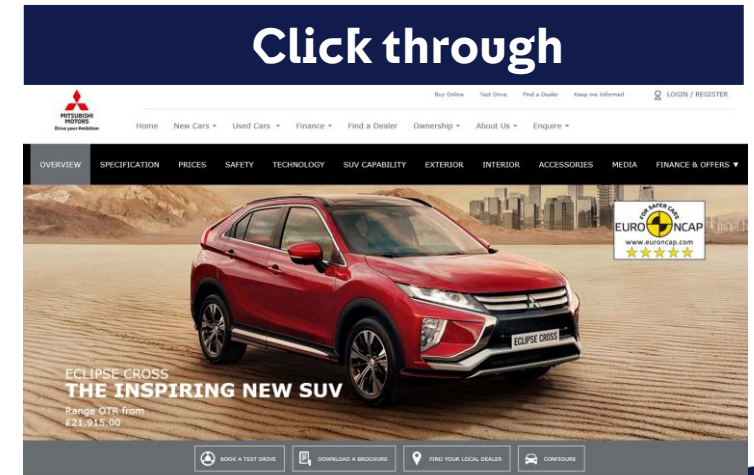 Click through
Buy Online Test Drive Find a Dealer Keep me Informed LOGIN / REGISTER
MITSUBISHI
MOTORS
Drive your Ambition
Home New Cars Used Cars Finance Find a Dealer Ownership About Us Enquire
OVERVIEW SPECIFICATION PRICES SAFETY TECHNOLOGY SUV CAPABILITY EXTERIOR INTERIOR ACCESSORIES MEDIA FINANCE & OFFERS ▼
FOR SAFER CARS
EURO NCAP
www.euroncap.com
ECLIPSE CROSS
ECLIPSE CROSS
THE INSPIRING NEW SUV
Range OTR from
£21,915.00
BOOK A TEST DRIVE DOWNLOAD A BROCHURE FIND YOUR LOCAL DEALER CONFIGURE